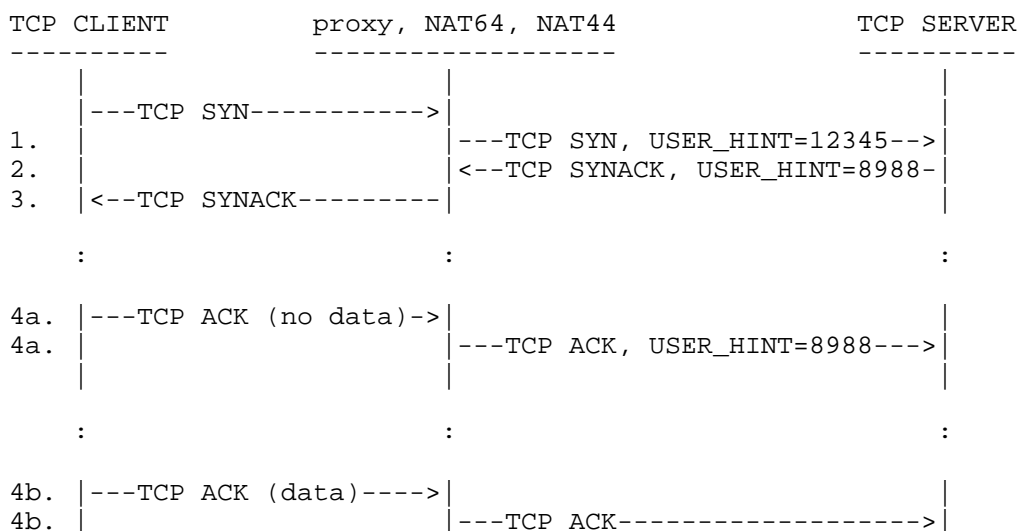 TCP CLIENT            proxy, NAT64, NAT44                TCP SERVER
----------            -------------------                ----------
    |                         |                                |
    |---TCP SYN-------------->|                                |
1.  |                         |---TCP SYN, USER_HINT=12345-->|
2.  |                         |<--TCP SYNACK, USER_HINT=8988-|
3.  |<--TCP SYNACK---------|                                |
    :                         :                                :
4a. |---TCP ACK (no data)->|                                |
4a. |                         |---TCP ACK, USER_HINT=8988--->|
    |                         |                                |
    :                         :                                :
4b. |---TCP ACK (data)---->|                                |
4b. |                         |---TCP ACK------------------->|